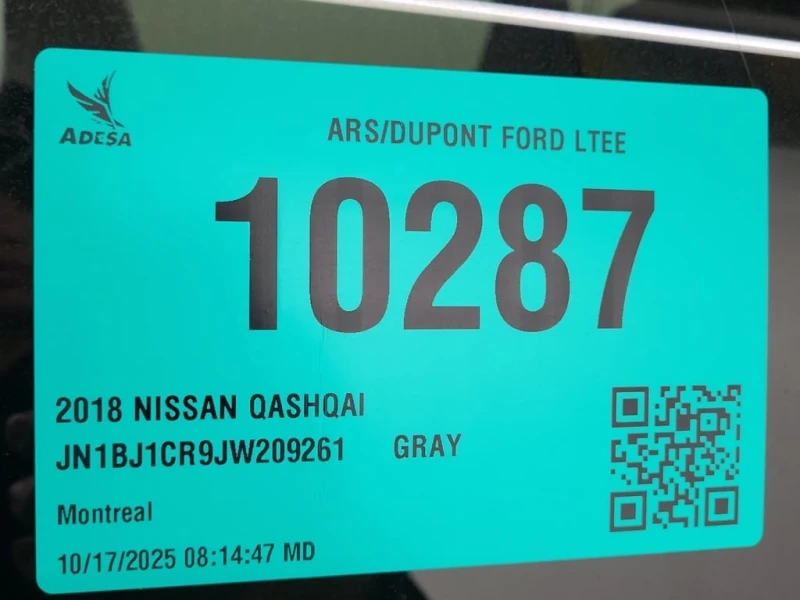 ADESA
ARS/DUPONT FORD LTEE
10287
2018 NISSAN QASHQAI
JN1BJ1CR9JW209261 GRAY
Montreal
10/17/2025 08:14:47 MD